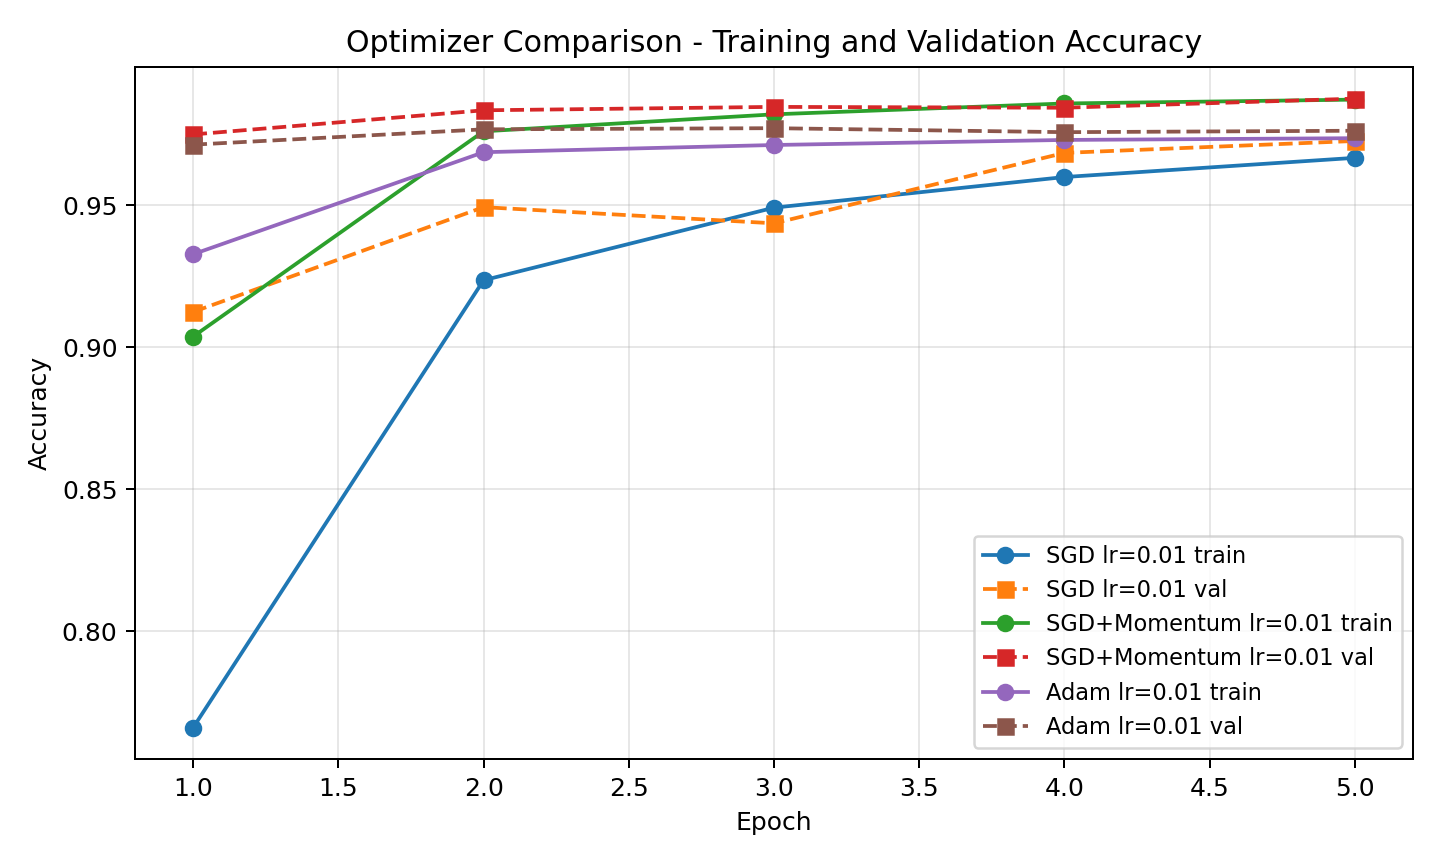 Optimizer Comparison - Training and Validation Accuracy
Accuracy
0.95
0.90
0.85
0.80
SGD lr=0.01 train
SGD lr=0.01 val
SGD+Momentum lr=0.01 train
SGD+Momentum lr=0.01 val
Adam lr=0.01 train
Adam lr=0.01 val
1.0 1.5 2.0 2.5 3.0 3.5 4.0 4.5 5.0
Epoch